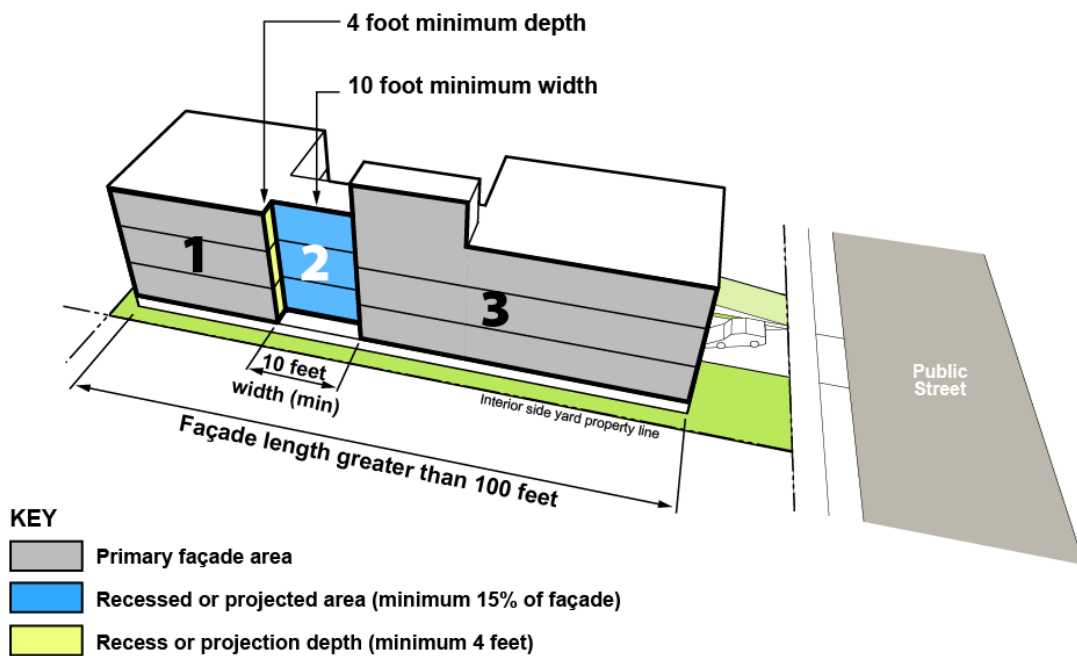 4 foot minimum depth
10 foot minimum width
1
2
3
10 feet
width (min)
Interior side yard property line
Façade length greater than 100 feet
Public
Street
KEY
Primary façade area
Recessed or projected area (minimum 15% of façade)
Recess or projection depth (minimum 4 feet)